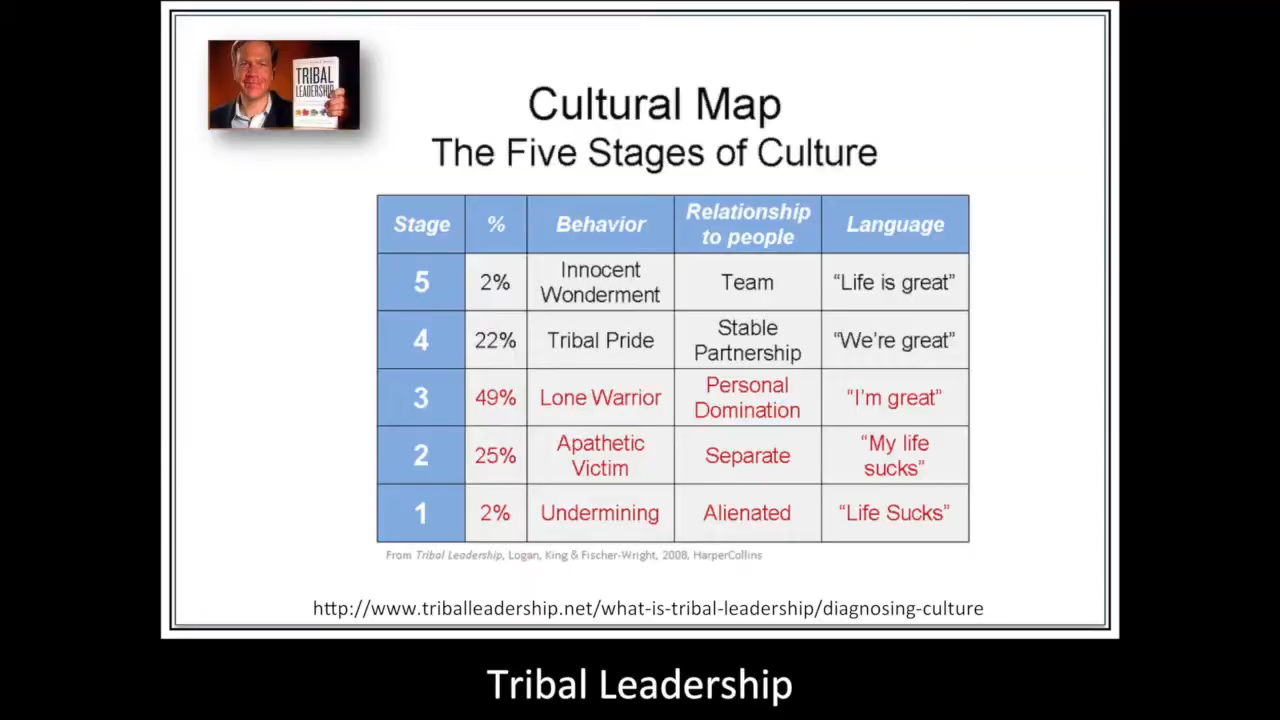 TRIBAL
LEADERSHIP
Cultural Map
The Five Stages of Culture
Stage % Behavior Relationship to people Language
5 2% Innocent Wonderment Team “Life is great”
4 22% Tribal Pride Stable Partnership “We’re great”
3 49% Lone Warrior Personal Domination “I’m great”
2 25% Apathetic Victim Separate “My life sucks”
1 2% Undermining Alienated “Life Sucks”
From Tribal Leadership, Logan, King & Fischer-Wright, 2008, HarperCollins
http://www.triballeadership.net/what-is-tribal-leadership/diagnosing-culture
Tribal Leadership